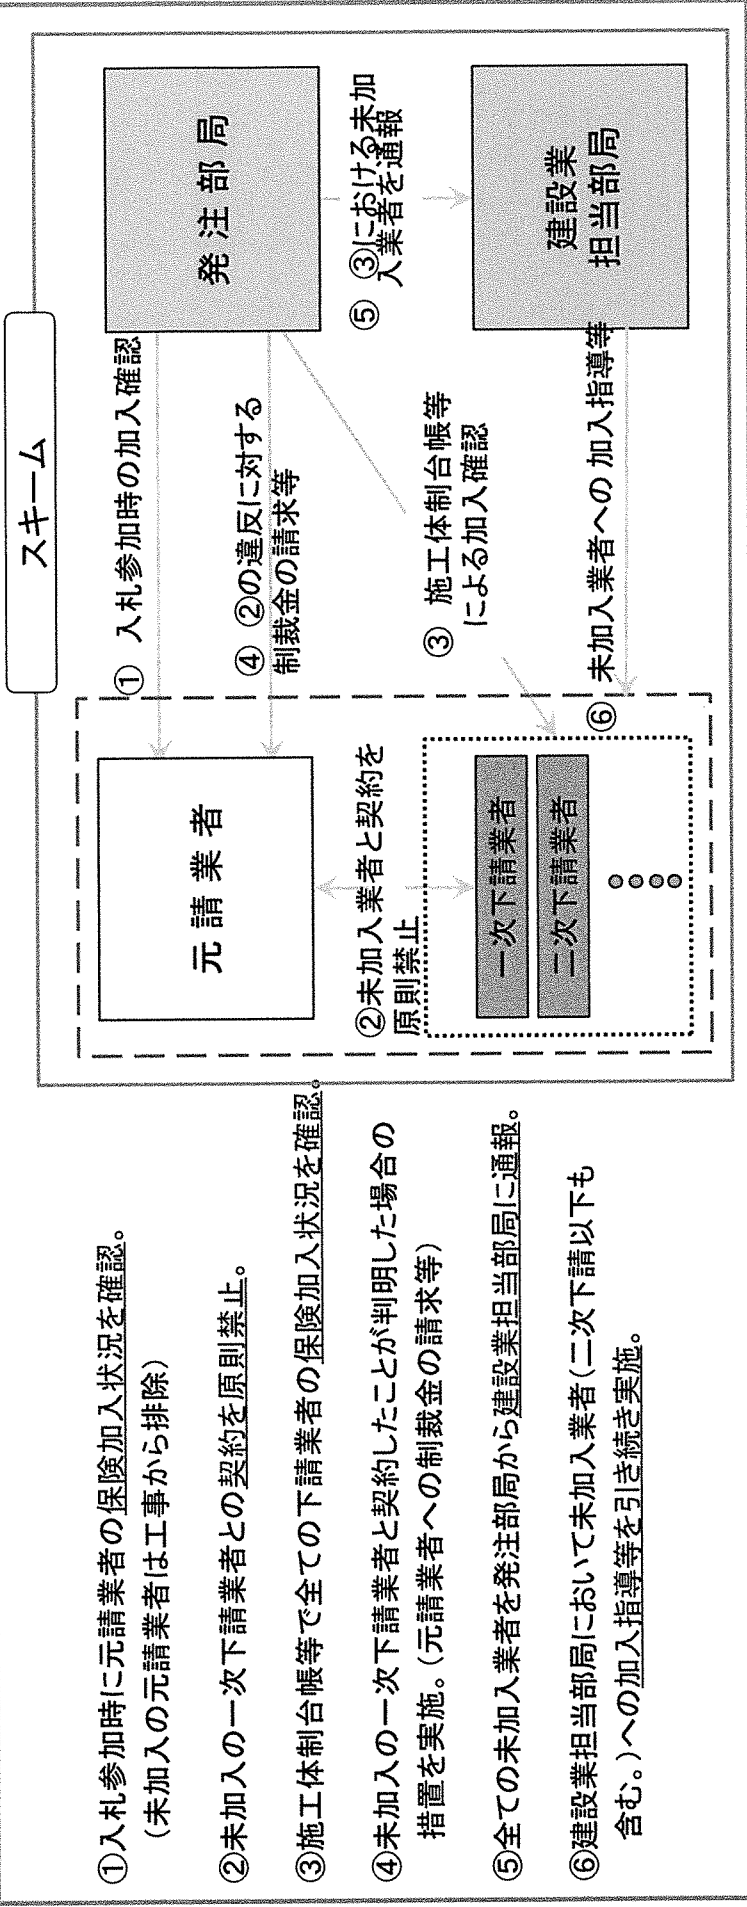 ①入札参加時に元請業者の保険加入状況を確認。
(未加入の元請業者は工事から排除)
②未加入の一次下請業者との契約を原則禁止。
③施工体制台帳等で全ての下請業者の保険加入状況を確認。
④未加入の一次下請業者と契約したことが判明した場合の
措置を実施。(元請業者への制裁金の請求等)
⑤全ての未加入業者を発注部局から建設業担当部局に通報。
⑥建設業担当部局において未加入業者(二次下請以下も
含む。)への加入指導等を引き続き実施。
スキーム
元請業者
① 入札参加時の加入確認
④ ②の違反に対する
制裁金の請求等
発注部局
②未加入業者と契約を
原則禁止
③ 施工体制台帳等
による加入確認
⑤ ③における未加
入業者を通報
一次下請業者
二次下請業者
⑥ 未加入業者への加入指導等
建設業
担当部局